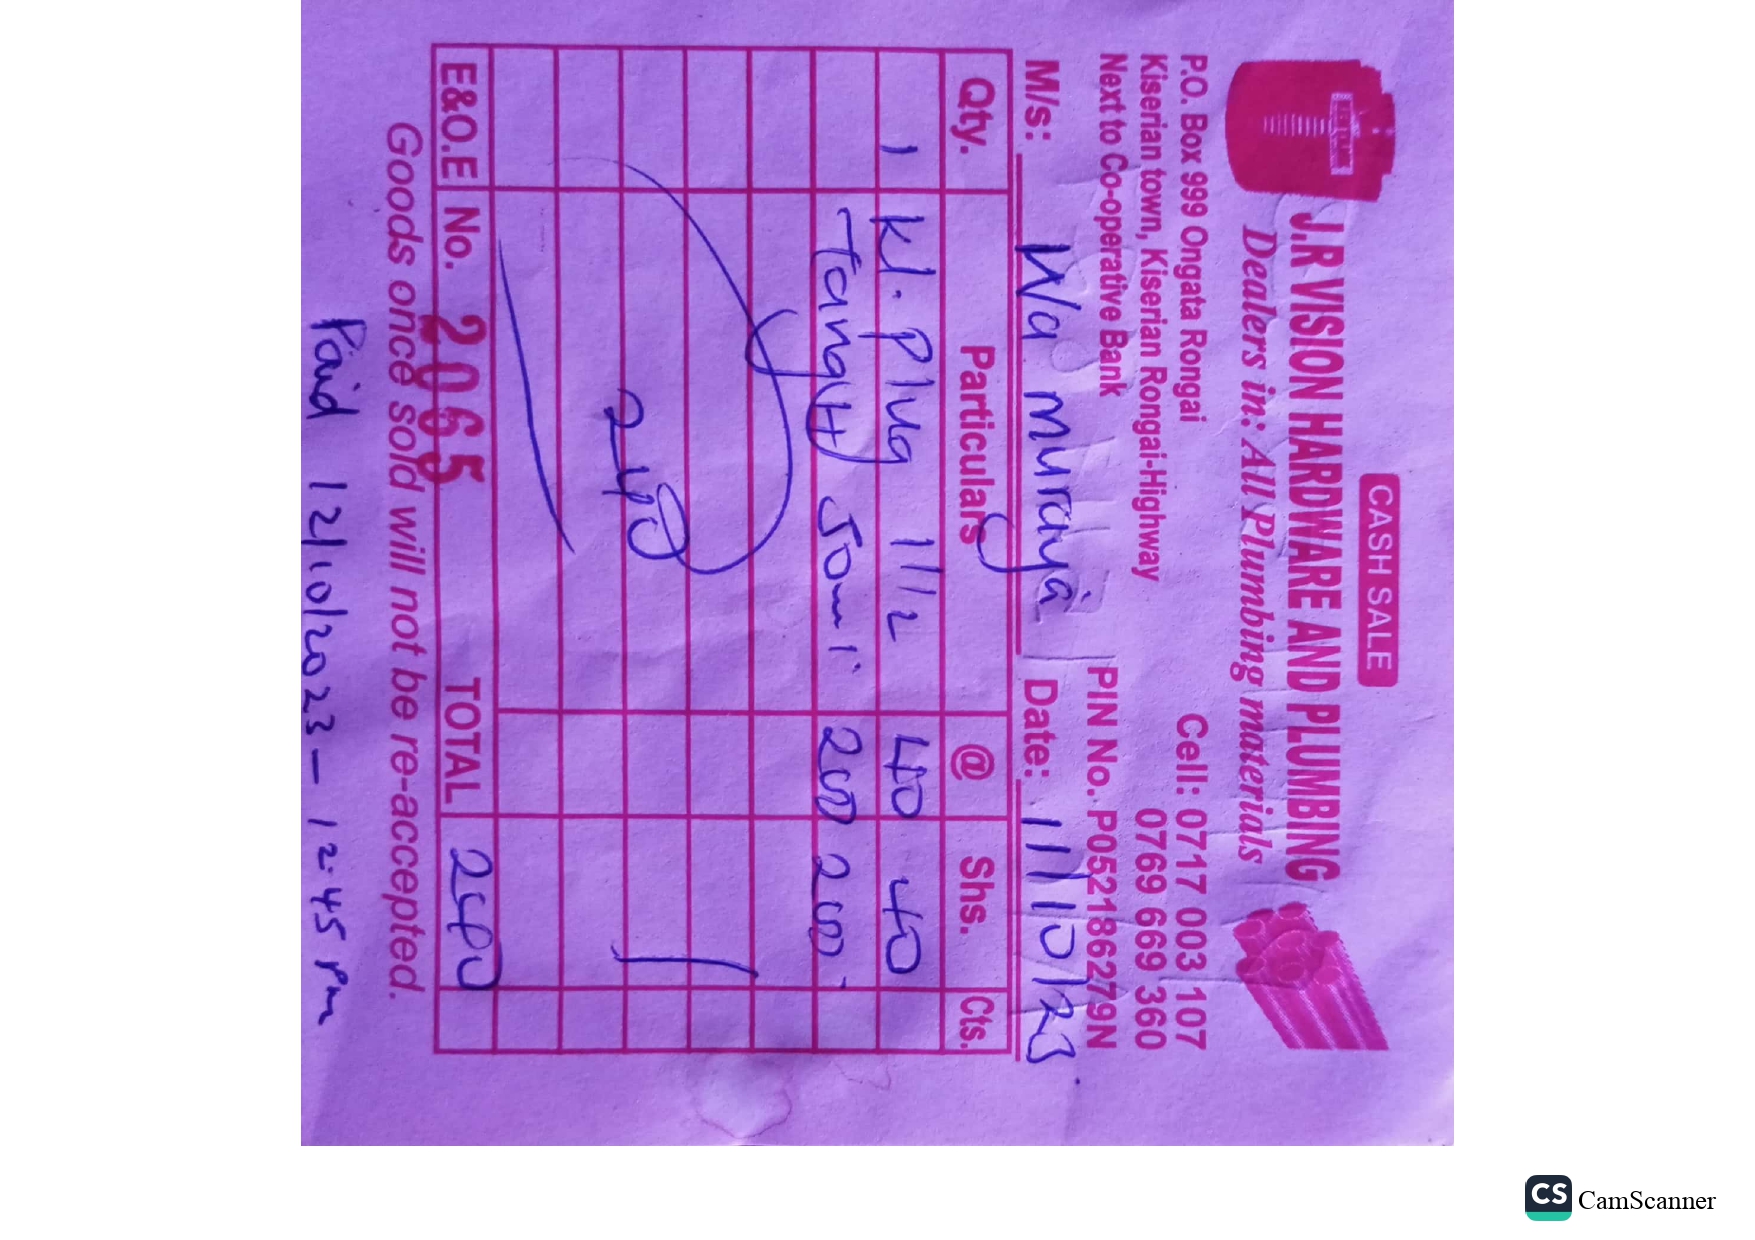 CASH SALE
J.R VISION HARDWARE AND PLUMBING
Dealers in: All Plumbing materials
P.O. Box 999 Ongata Rongai
Kiserian town, Kiserian Rongai-Highway
Next to Co-operative Bank
Cell: 0717 003 107
0769 669 360
PIN No. P052186279N
M/s: Wa muraya Date: 11/10/23
Qty. Particulars @ Shs. Cts.
1 kl. plug 1 1/2 40 40
Tangit 50ml 200 200
240
E&O.E No. 2065 TOTAL 240
Goods once sold will not be re-accepted.
Paid 12/10/2023 - 12.45 pm
CS CamScanner